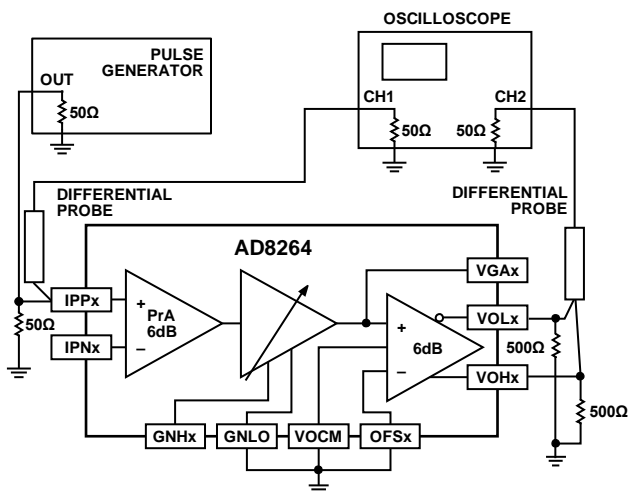 OSCILLOSCOPE
PULSE
GENERATOR
OUT
50Ω
CH1
CH2
50Ω
50Ω
DIFFERENTIAL
PROBE
DIFFERENTIAL
PROBE
AD8264
VGAx
IPPx
+
PrA
6dB
–
+
6dB
–
VOLx
50Ω
IPNx
500Ω
VOHx
500Ω
GNHx
GNLO
VOCM
OFSx